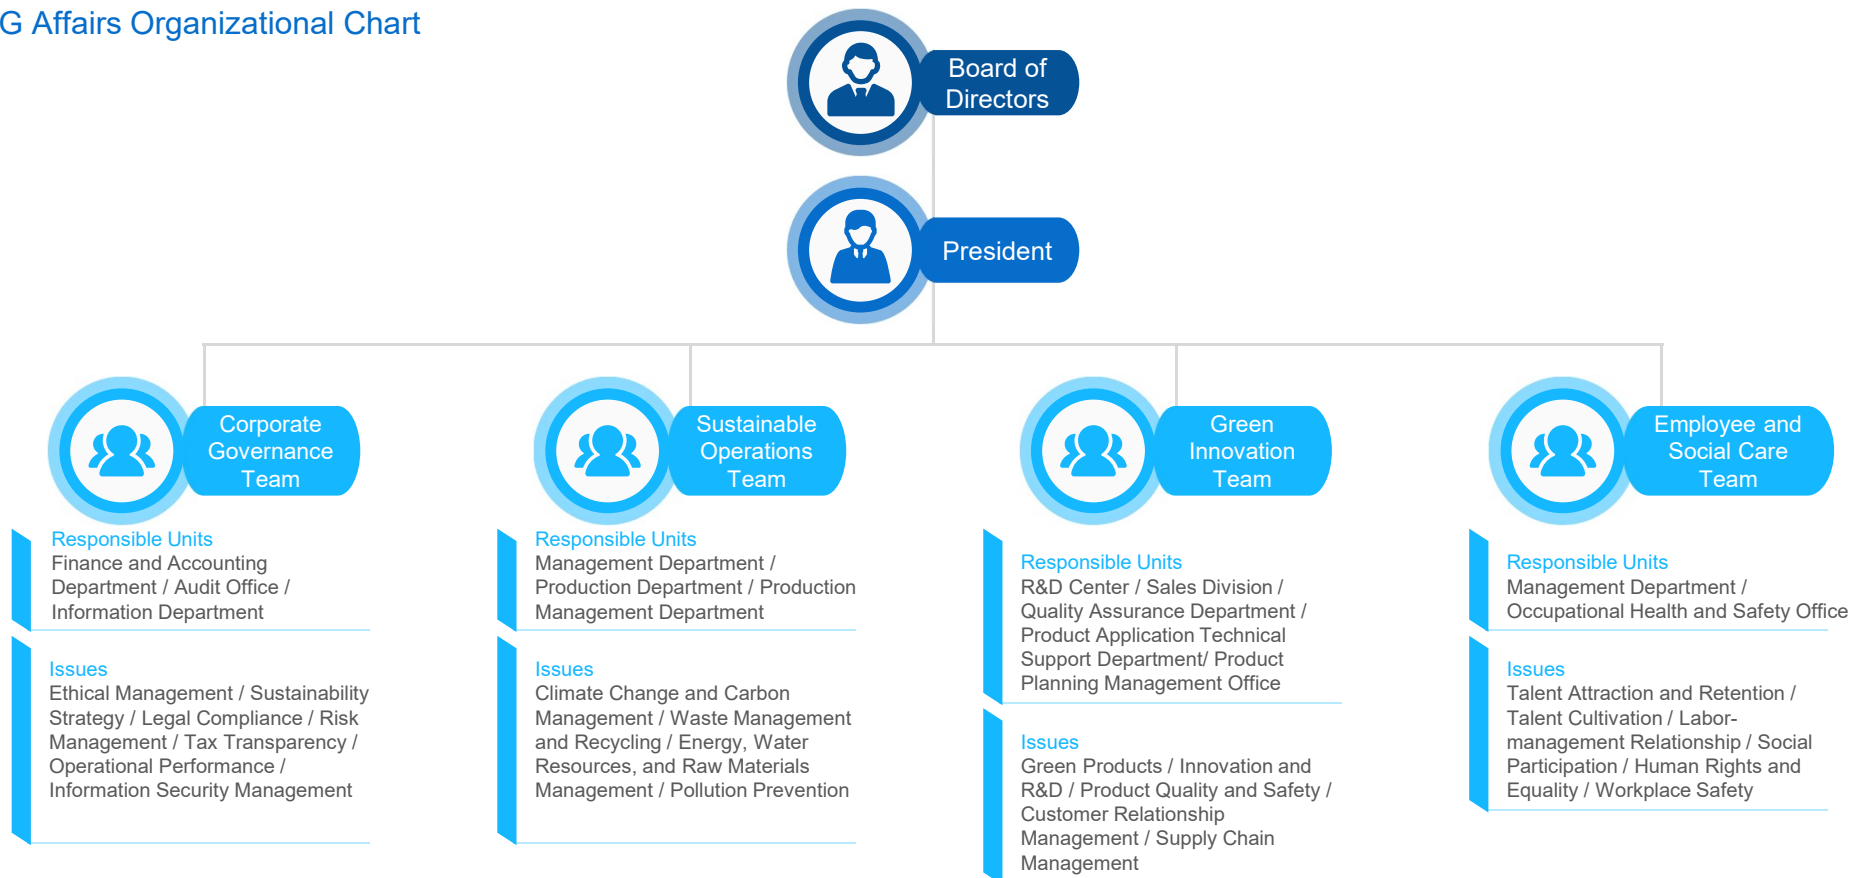 G Affairs Organizational Chart
Board of
Directors
President
Corporate
Governance
Team
Sustainable
Operations
Team
Green
Innovation
Team
Employee and
Social Care
Team
Responsible Units
Finance and Accounting
Department / Audit Office /
Information Department
Issues
Ethical Management / Sustainability
Strategy / Legal Compliance / Risk
Management / Tax Transparency /
Operational Performance /
Information Security Management
Responsible Units
Management Department /
Production Department / Production
Management Department
Issues
Climate Change and Carbon
Management / Waste Management
and Recycling / Energy, Water
Resources, and Raw Materials
Management / Pollution Prevention
Responsible Units
R&D Center / Sales Division /
Quality Assurance Department /
Product Application Technical
Support Department/ Product
Planning Management Office
Issues
Green Products / Innovation and
R&D / Product Quality and Safety /
Customer Relationship
Management / Supply Chain
Management
Responsible Units
Management Department /
Occupational Health and Safety Office
Issues
Talent Attraction and Retention /
Talent Cultivation / Labor-
management Relationship / Social
Participation / Human Rights and
Equality / Workplace Safety